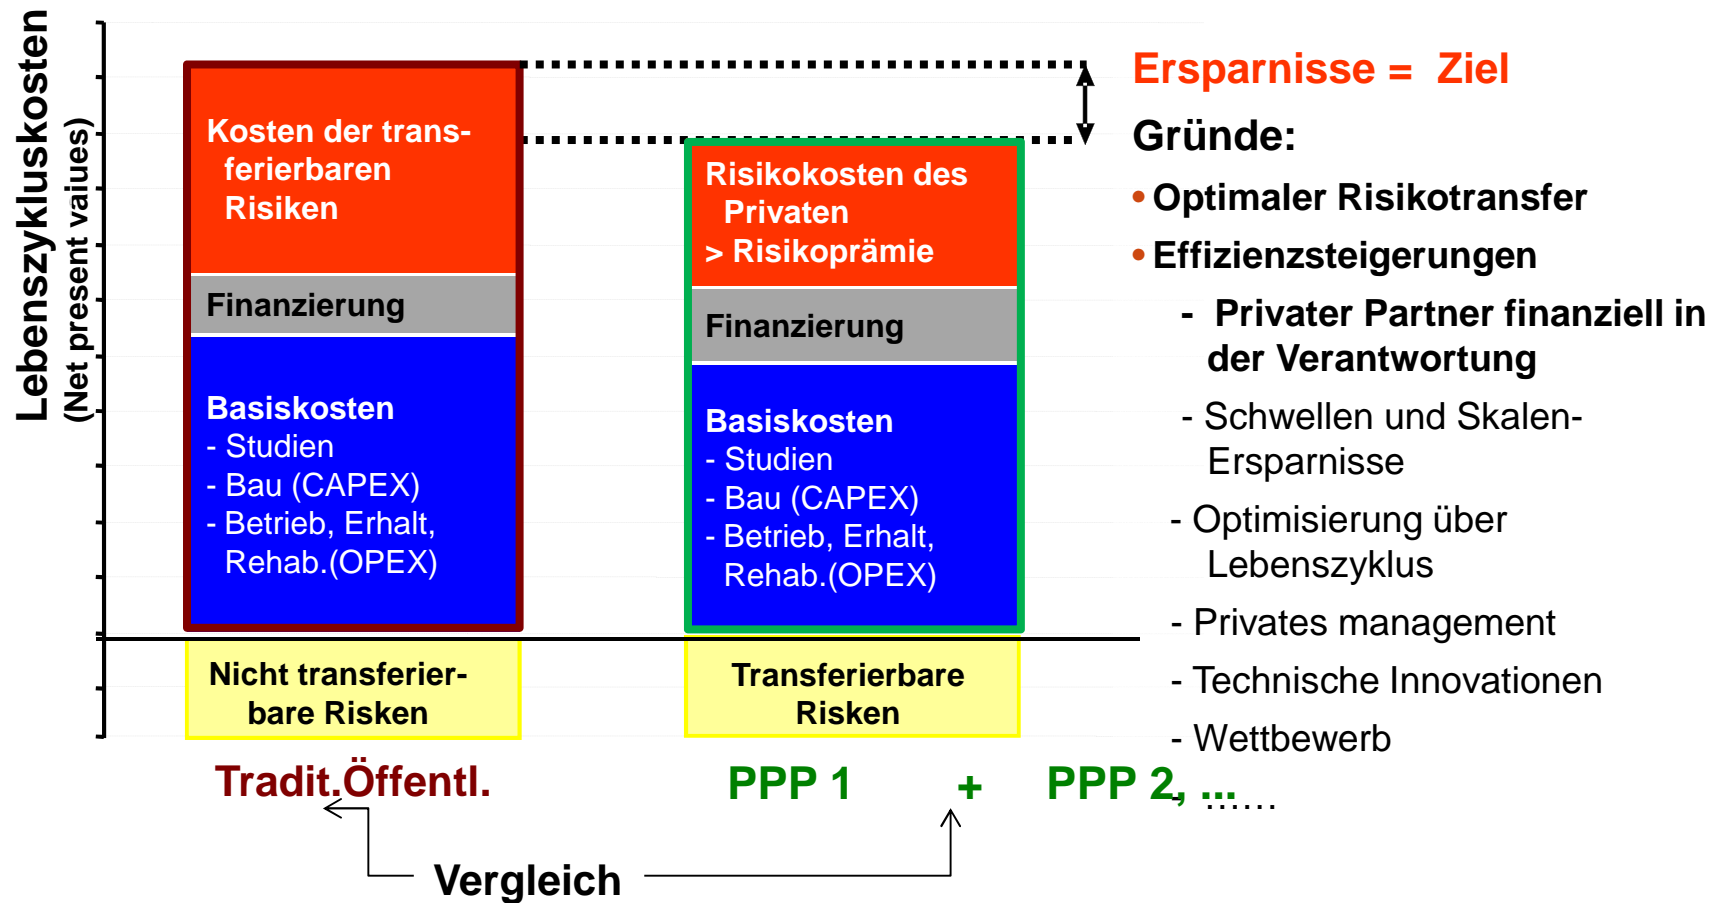 Lebenszykluskosten
(Net present vaiues)
Kosten der trans-
ferierbaren
Risiken
Finanzierung
Basiskosten
- Studien
- Bau (CAPEX)
- Betrieb, Erhalt,
Rehab.(OPEX)
Nicht transferier-
bare Risken
Tradit.Öffentl.
Risikokosten des
Privaten
> Risikoprämie
Finanzierung
Basiskosten
- Studien
- Bau (CAPEX)
- Betrieb, Erhalt,
Rehab.(OPEX)
Transferierbare
Risken
PPP 1 + PPP 2, ...
Vergleich
Ersparnisse = Ziel
Gründe:
• Optimaler Risikotransfer
• Effizienzsteigerungen
- Privater Partner finanziell in
der Verantwortung
- Schwellen und Skalen-
Ersparnisse
- Optimisierung über
Lebenszyklus
- Privates management
- Technische Innovationen
- Wettbewerb
- ......